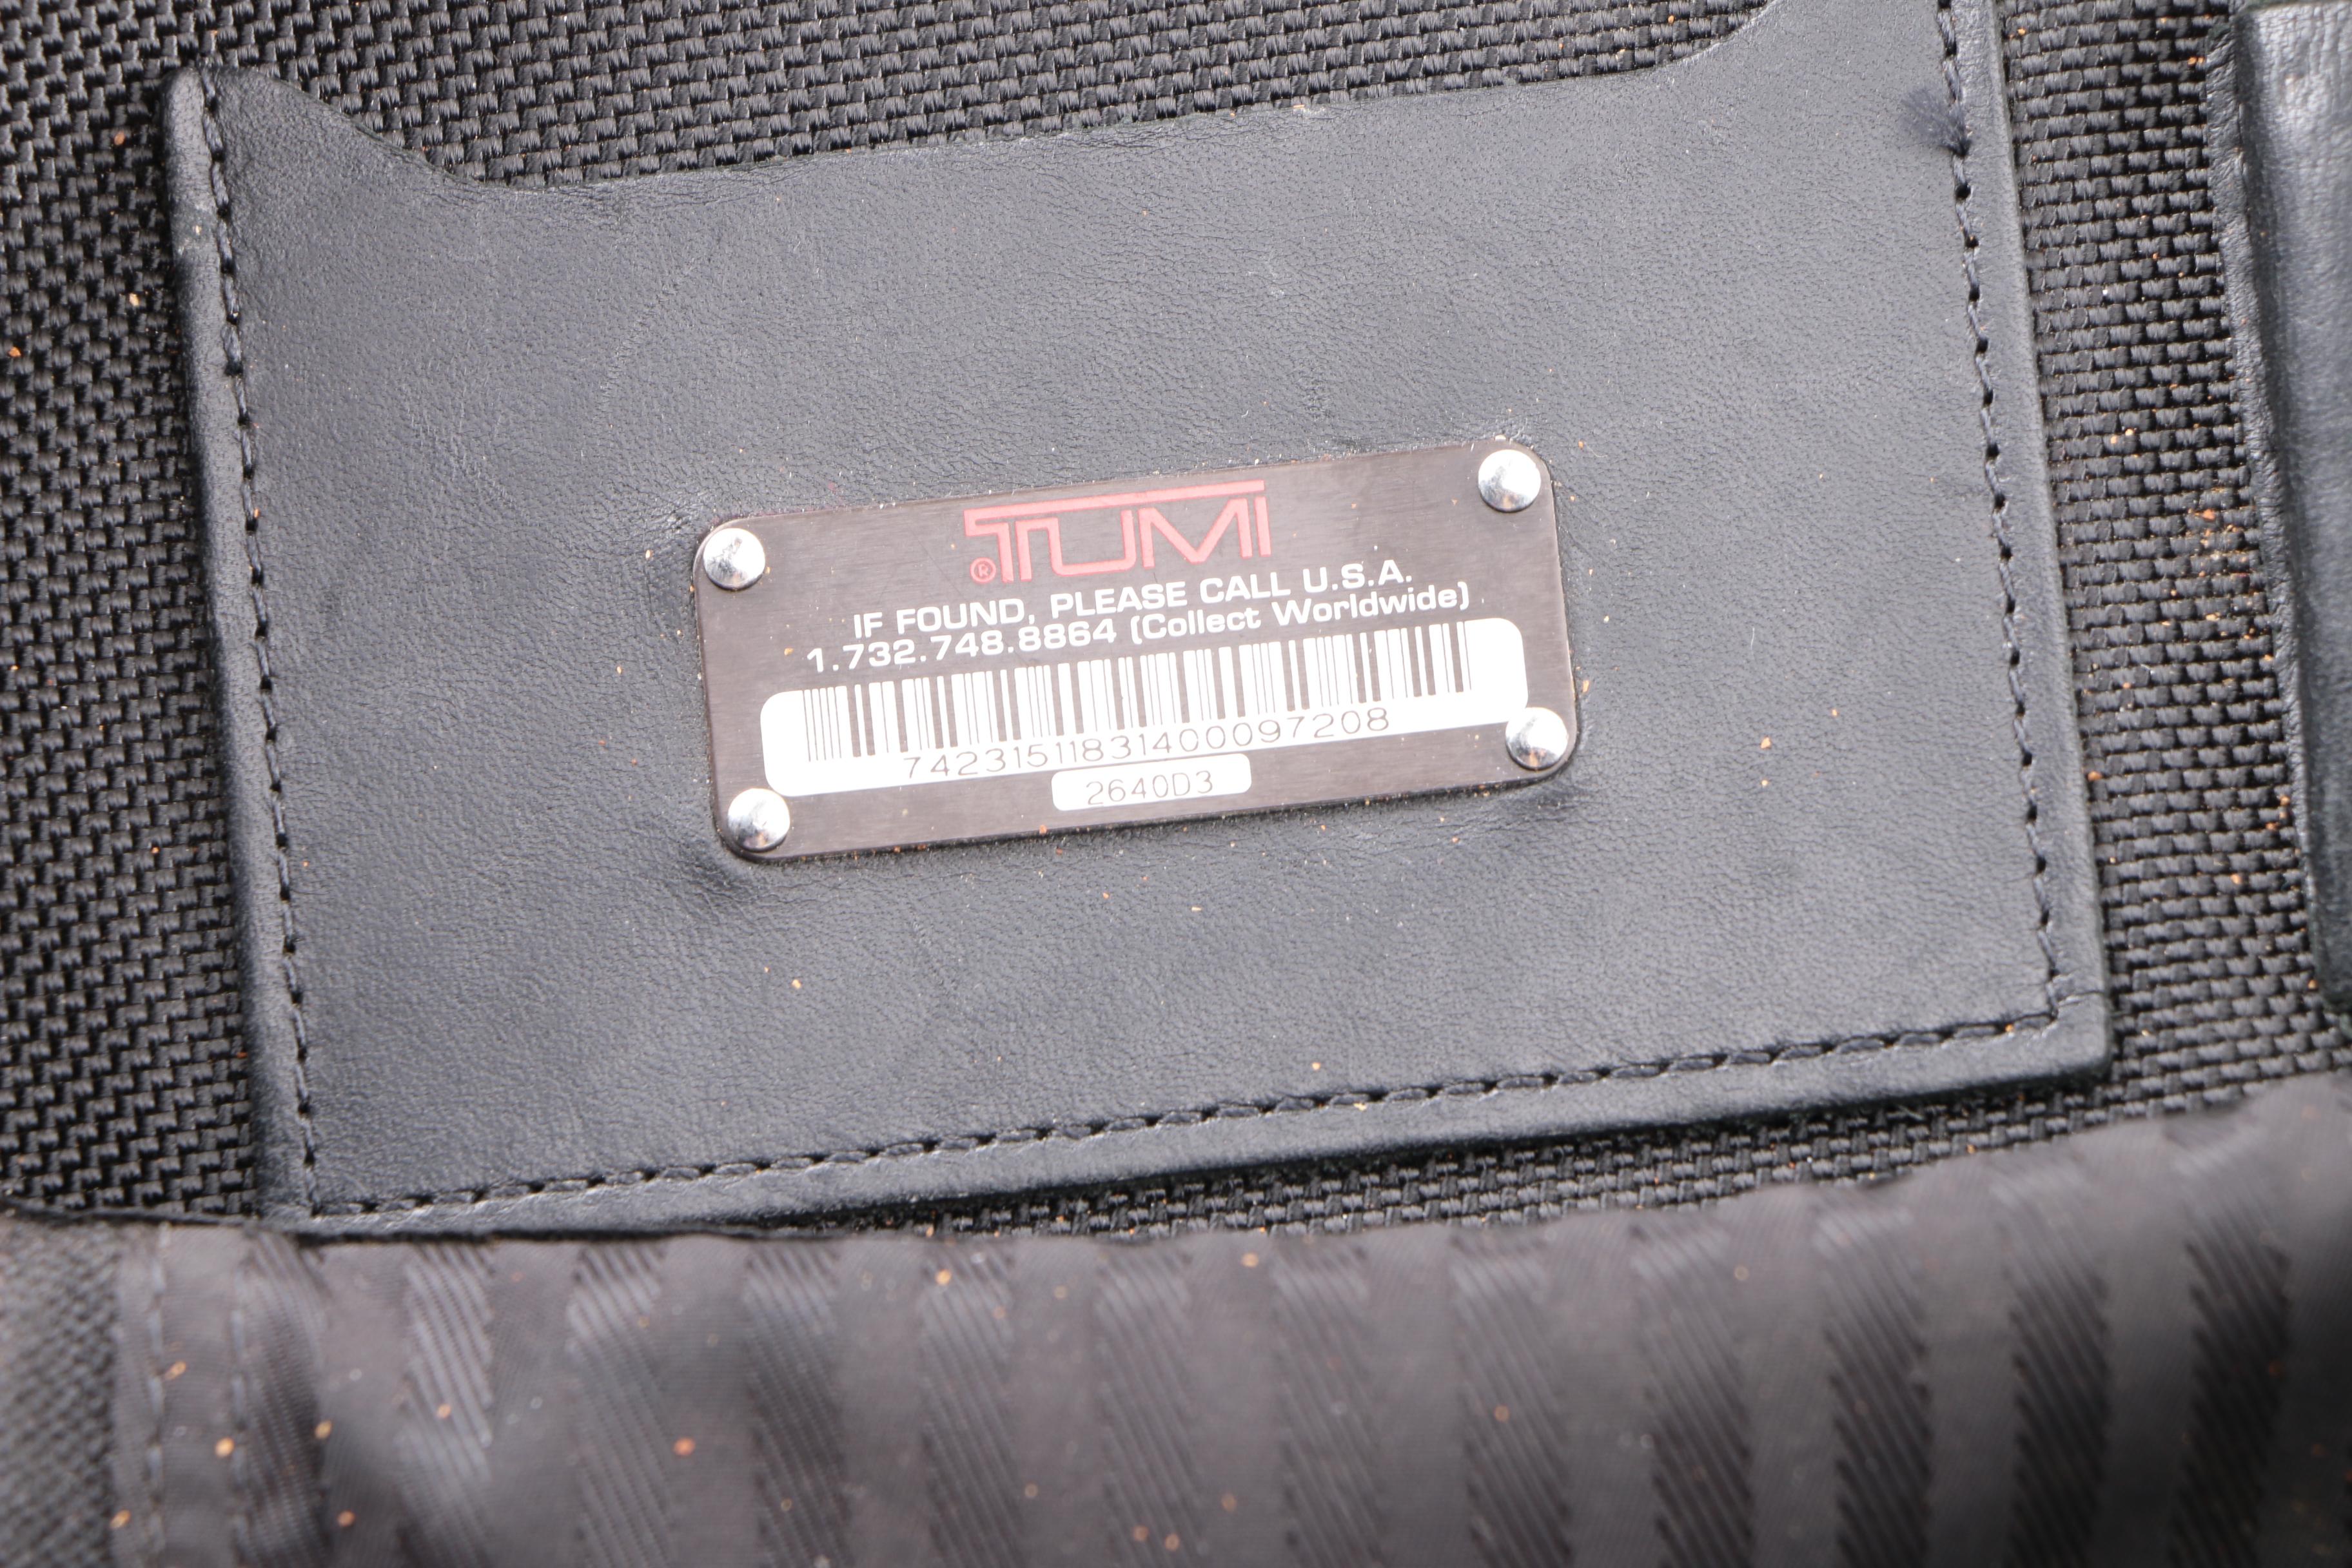 TUMI®
IF FOUND, PLEASE CALL U.S.A.
1.732.748.8864 (Collect Worldwide)
74231511831400097208
2640D3